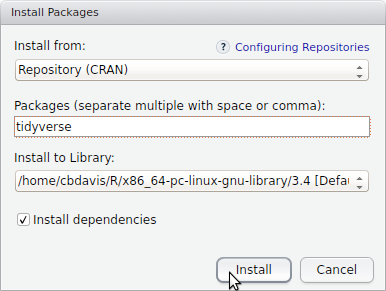 Install Packages
Install from:
? Configuring Repositories
Repository (CRAN)
Packages (separate multiple with space or comma):
tidyverse
Install to Library:
/home/cbdavis/R/x86_64-pc-linux-gnu-library/3.4 [Defau
Install dependencies
Install Cancel